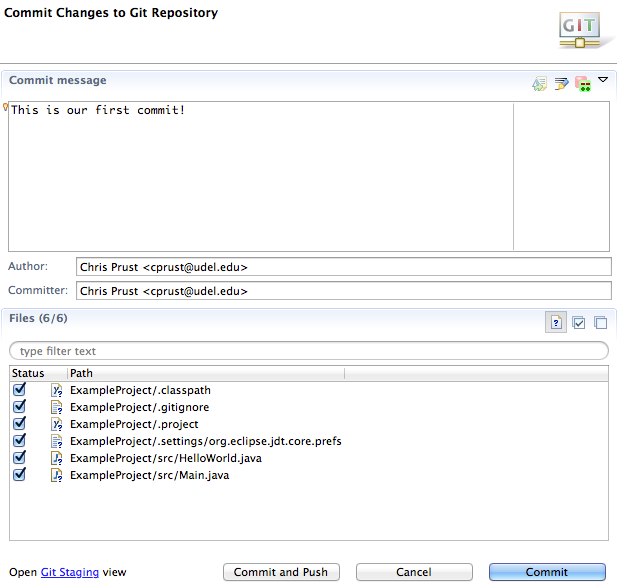 Commit Changes to Git Repository
GIT
Commit message
This is our first commit!
Author:
Chris Prust <cprust@udel.edu>
Committer:
Chris Prust <cprust@udel.edu>
Files (6/6)
type filter text
Status Path
ExampleProject/.classpath
ExampleProject/.gitignore
ExampleProject/.project
ExampleProject/.settings/org.eclipse.jdt.core.prefs
ExampleProject/src/HelloWorld.java
ExampleProject/src/Main.java
Open Git Staging view
Commit and Push
Cancel
Commit